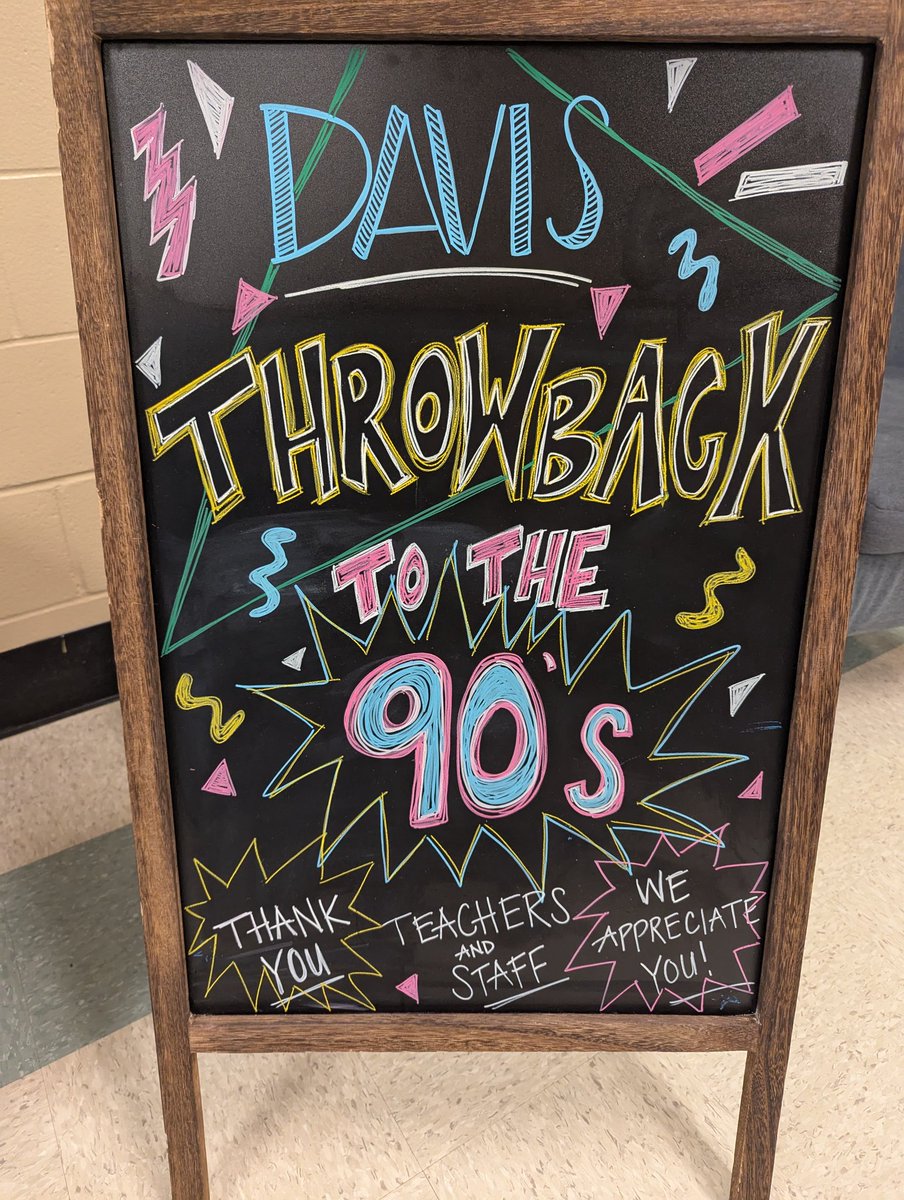 DAVIS
THROWBACK
TO THE
90's
THANK
YOU
TEACHERS
AND
STAFF
WE
APPRECIATE
YOU!